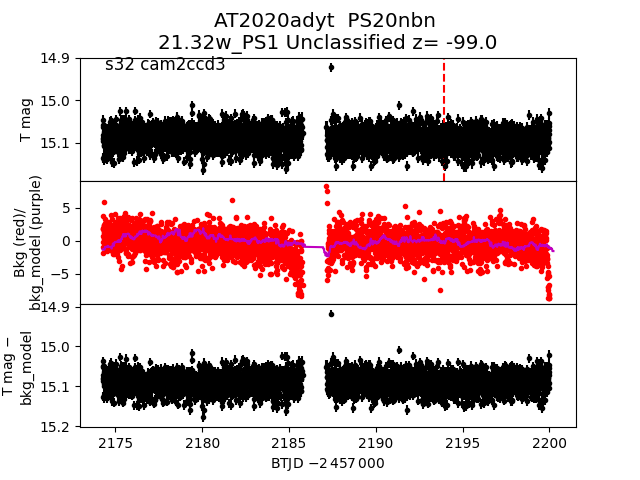 AT2020adyt  PS20nbn
21.32w_PS1 Unclassified z= -99.0
s32 cam2ccd3
14.9
15.0
15.1
T mag
5
0
−5
Bkg (red)/
bkg_model (purple)
14.9
15.0
15.1
15.2
T mag −
bkg_model
2175
2180
2185
2190
2195
2200
BTJD −2 457 000